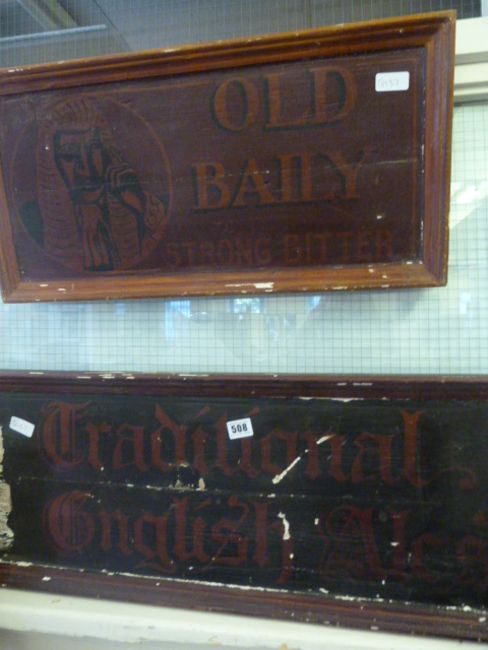 OLD
BAILY
STRONG BITTER
508
Traditional
English Ales